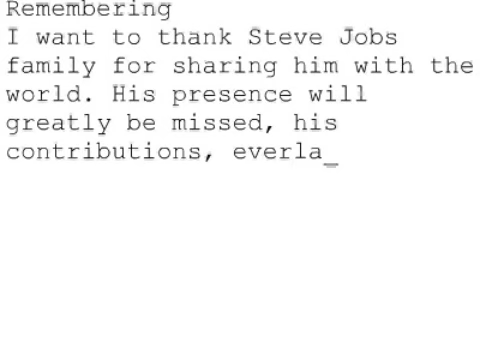 Remembering
I want to thank Steve Jobs
family for sharing him with the
world. His presence will
greatly be missed, his
contributions, everla_